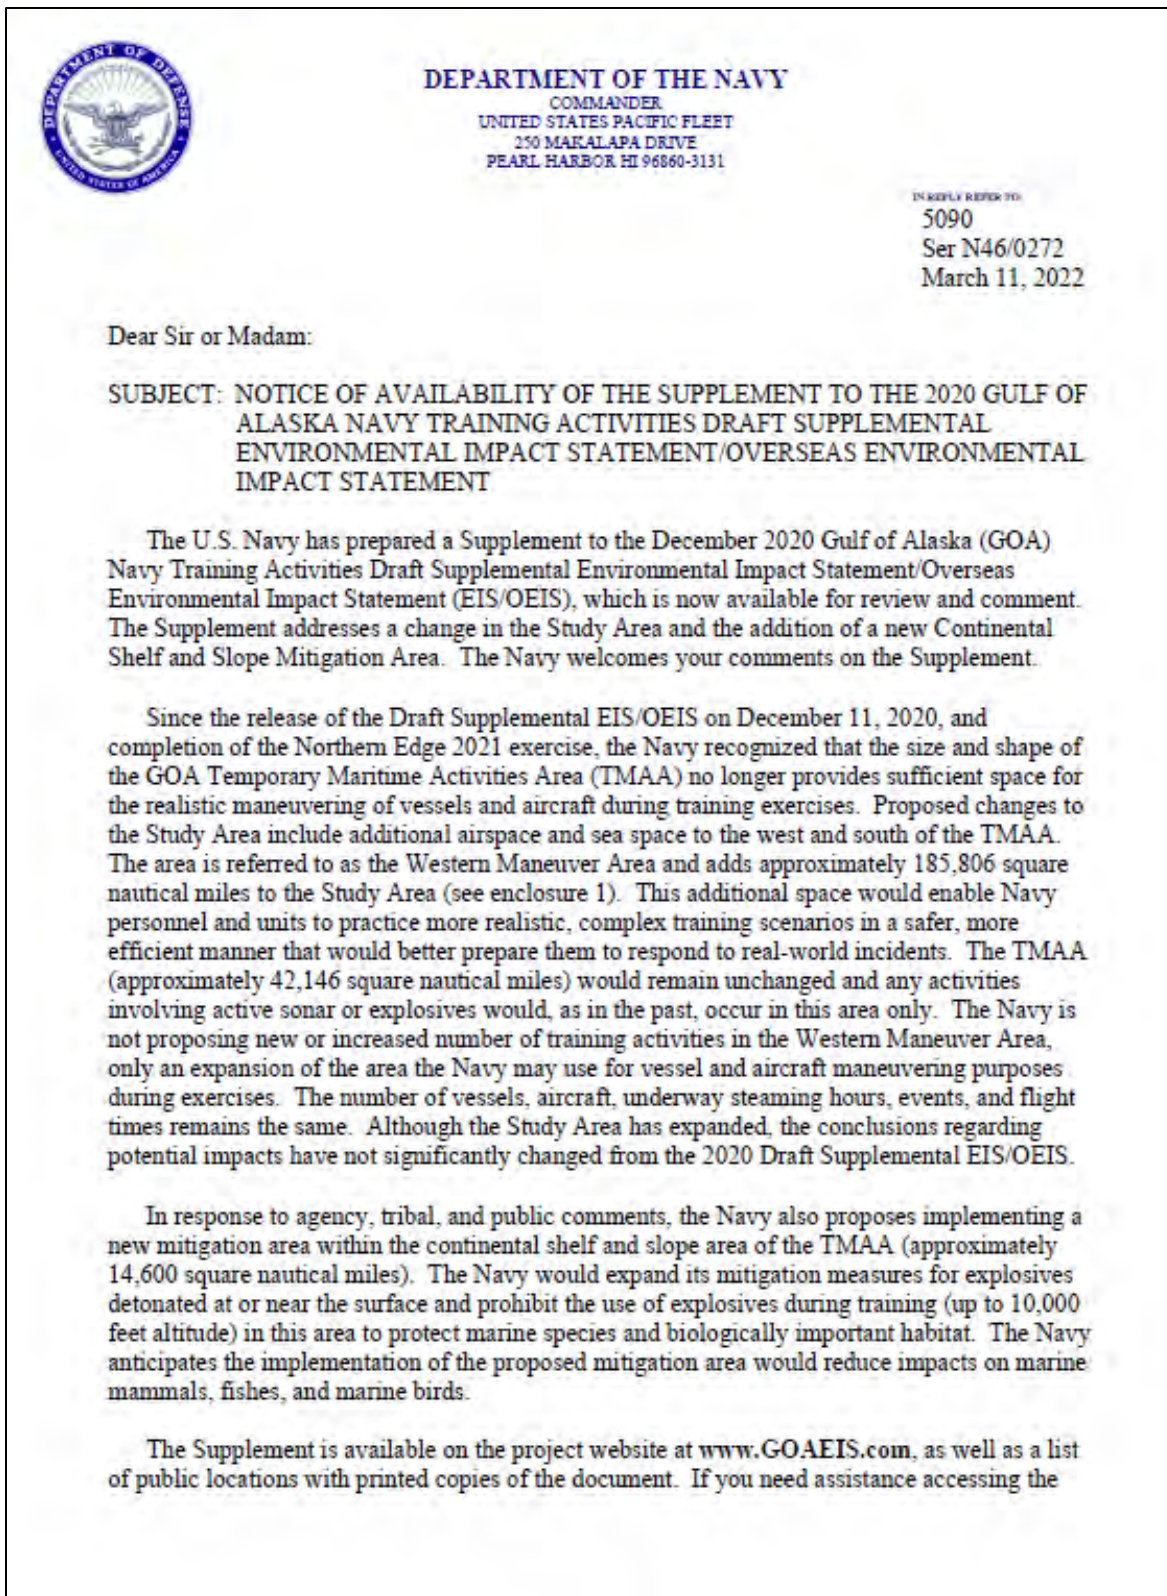 DEPARTMENT OF DEFENSE
UNITED STATES OF AMERICA
DEPARTMENT OF THE NAVY
COMMANDER
UNITED STATES PACIFIC FLEET
250 MAKALAPA DRIVE
PEARL HARBOR HI 96860-3131
IN REPLY REFER TO:
5090
Ser N46/0272
March 11, 2022
Dear Sir or Madam:
SUBJECT: NOTICE OF AVAILABILITY OF THE SUPPLEMENT TO THE 2020 GULF OF
ALASKA NAVY TRAINING ACTIVITIES DRAFT SUPPLEMENTAL
ENVIRONMENTAL IMPACT STATEMENT/OVERSEAS ENVIRONMENTAL
IMPACT STATEMENT
The U.S. Navy has prepared a Supplement to the December 2020 Gulf of Alaska (GOA)
Navy Training Activities Draft Supplemental Environmental Impact Statement/Overseas
Environmental Impact Statement (EIS/OEIS), which is now available for review and comment.
The Supplement addresses a change in the Study Area and the addition of a new Continental
Shelf and Slope Mitigation Area. The Navy welcomes your comments on the Supplement.
Since the release of the Draft Supplemental EIS/OEIS on December 11, 2020, and
completion of the Northern Edge 2021 exercise, the Navy recognized that the size and shape of
the GOA Temporary Maritime Activities Area (TMAA) no longer provides sufficient space for
the realistic maneuvering of vessels and aircraft during training exercises. Proposed changes to
the Study Area include additional airspace and sea space to the west and south of the TMAA.
The area is referred to as the Western Maneuver Area and adds approximately 185,806 square
nautical miles to the Study Area (see enclosure 1). This additional space would enable Navy
personnel and units to practice more realistic, complex training scenarios in a safer, more
efficient manner that would better prepare them to respond to real-world incidents. The TMAA
(approximately 42,146 square nautical miles) would remain unchanged and any activities
involving active sonar or explosives would, as in the past, occur in this area only. The Navy is
not proposing new or increased number of training activities in the Western Maneuver Area,
only an expansion of the area the Navy may use for vessel and aircraft maneuvering purposes
during exercises. The number of vessels, aircraft, underway steaming hours, events, and flight
times remains the same. Although the Study Area has expanded, the conclusions regarding
potential impacts have not significantly changed from the 2020 Draft Supplemental EIS/OEIS.
In response to agency, tribal, and public comments, the Navy also proposes implementing a
new mitigation area within the continental shelf and slope area of the TMAA (approximately
14,600 square nautical miles). The Navy would expand its mitigation measures for explosives
detonated at or near the surface and prohibit the use of explosives during training (up to 10,000
feet altitude) in this area to protect marine species and biologically important habitat. The Navy
anticipates the implementation of the proposed mitigation area would reduce impacts on marine
mammals, fishes, and marine birds.
The Supplement is available on the project website at www.GOAEIS.com, as well as a list
of public locations with printed copies of the document. If you need assistance accessing the